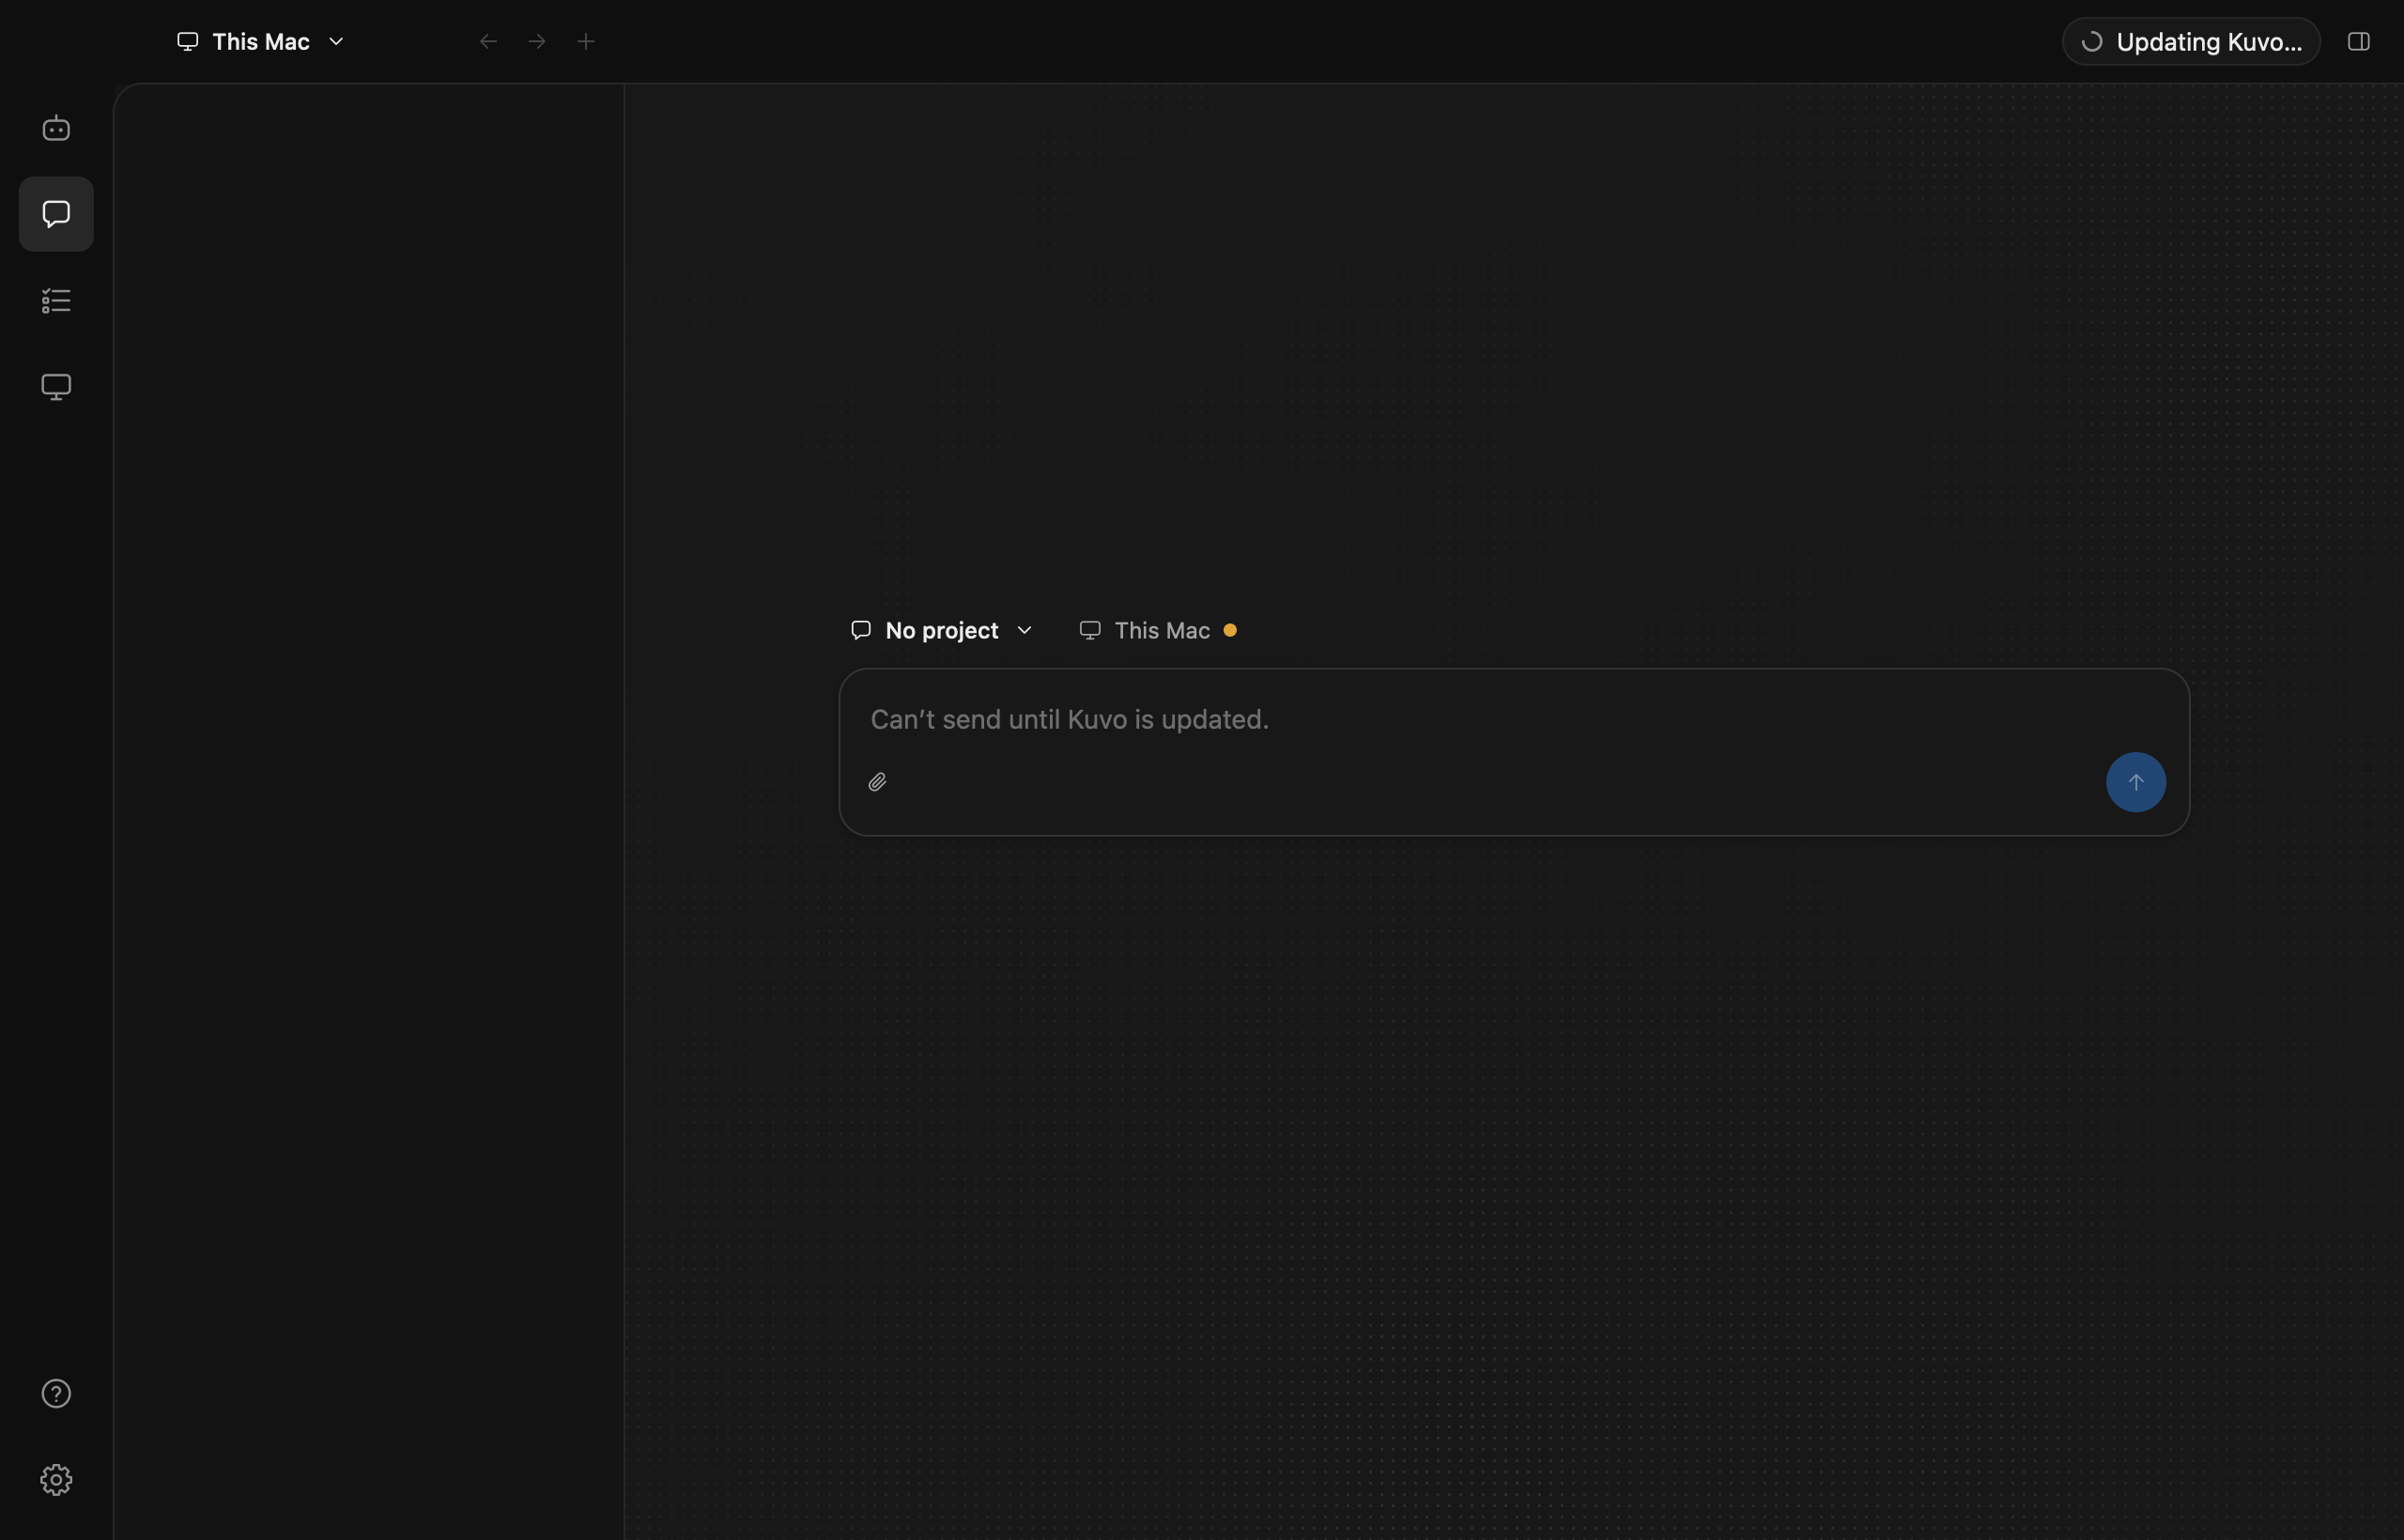 This Mac
Updating Kuvo...
No project
This Mac
Can’t send until Kuvo is updated.